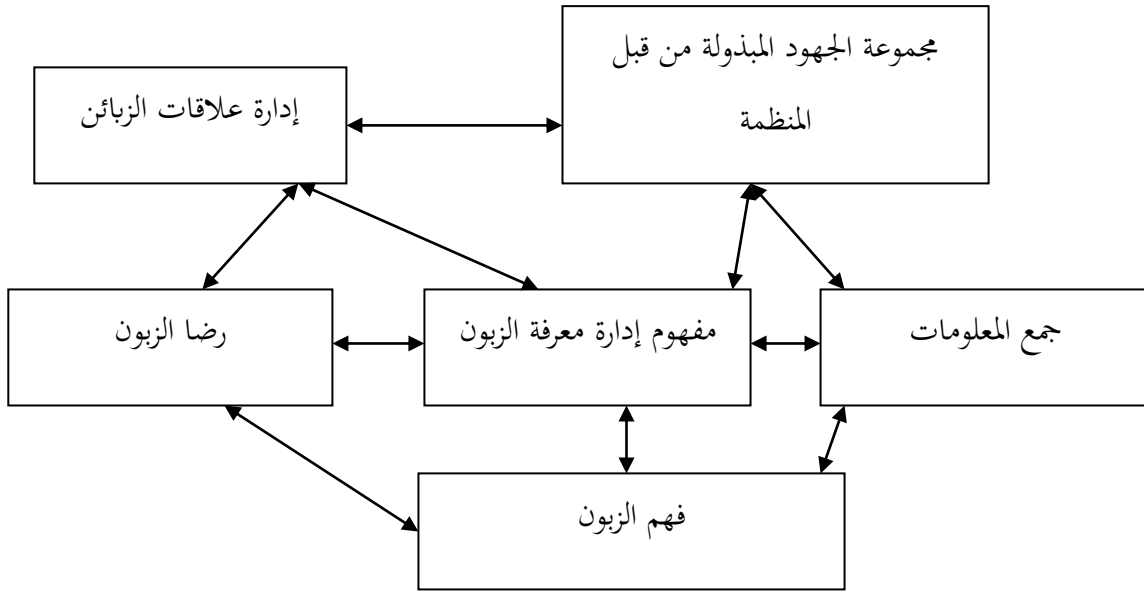 مجموعة الجهود المبذولة من قبل
المنظمة
إدارة علاقات الزبائن
جمع المعلومات
مفهوم إدارة معرفة الزبون
رضا الزبون
فهم الزبون